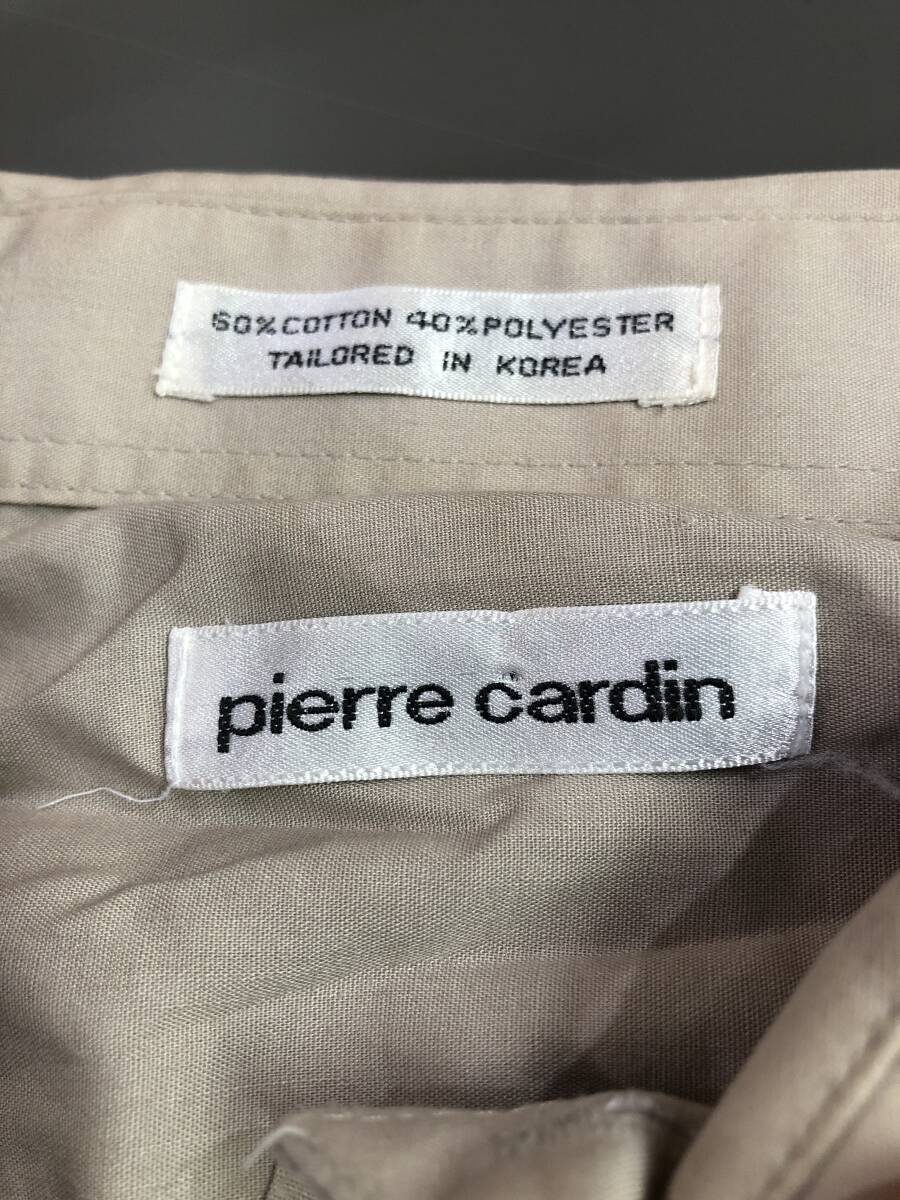 60%COTTON 40%POLYESTER
TAILORED IN KOREA
pierre cardin